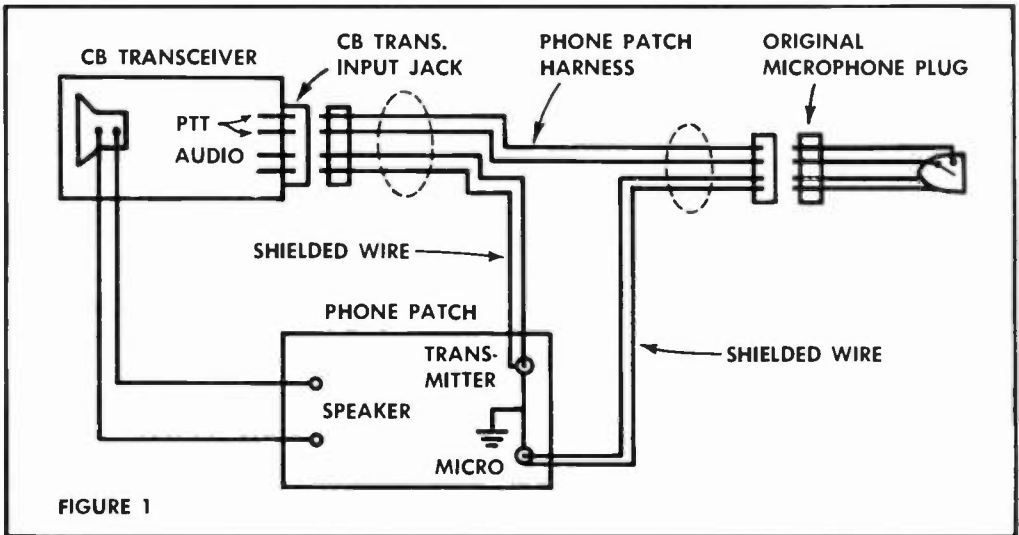 CB TRANSCEIVER
CB TRANS.
INPUT JACK
PHONE PATCH
HARNESS
ORIGINAL
MICROPHONE PLUG
PTT
AUDIO
SHIELDED WIRE
PHONE PATCH
TRANS-
MITTER
SHIELDED WIRE
SPEAKER
MICRO
FIGURE 1